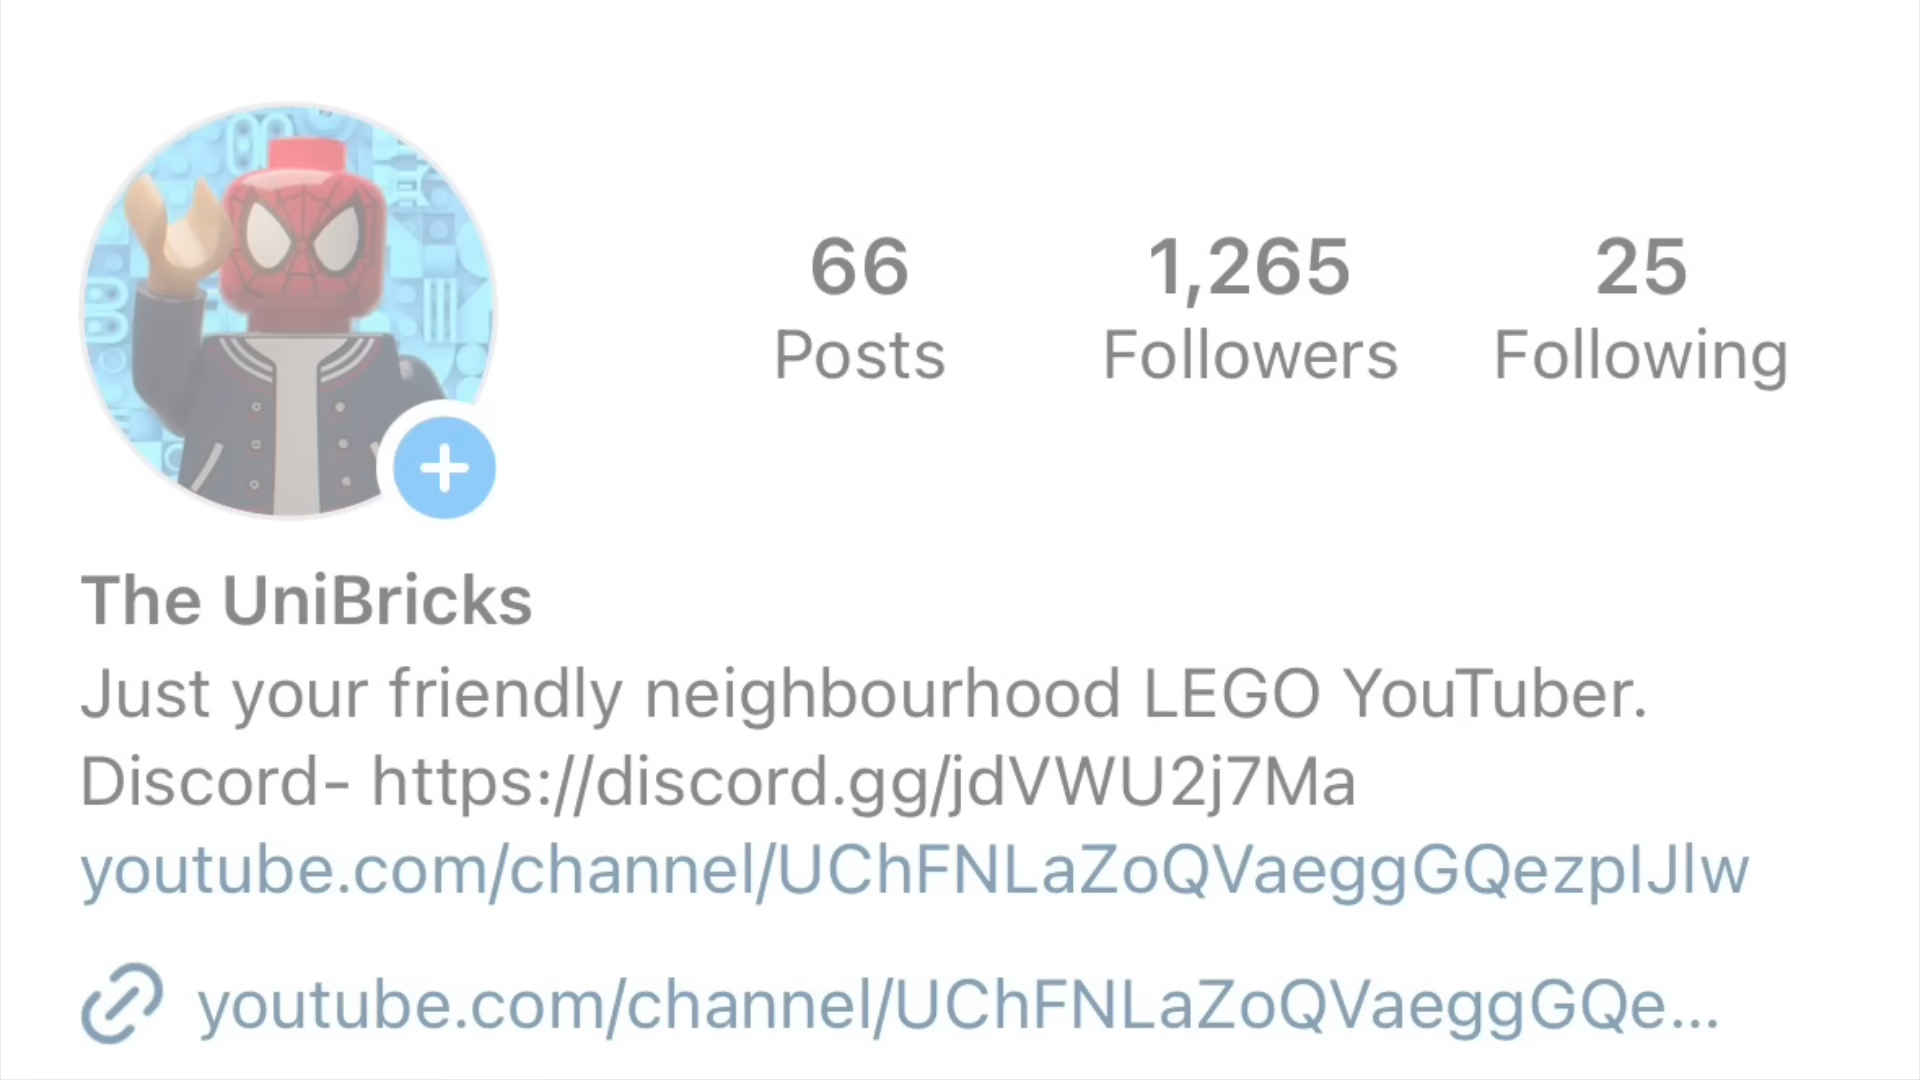 66 1,265 25
Posts Followers Following
The UniBricks
Just your friendly neighbourhood LEGO YouTuber.
Discord- https://discord.gg/jdVWU2j7Ma
youtube.com/channel/UChFNLaZoQVaeggGQezpIJlw
youtube.com/channel/UChFNLaZoQVaeggGQe...